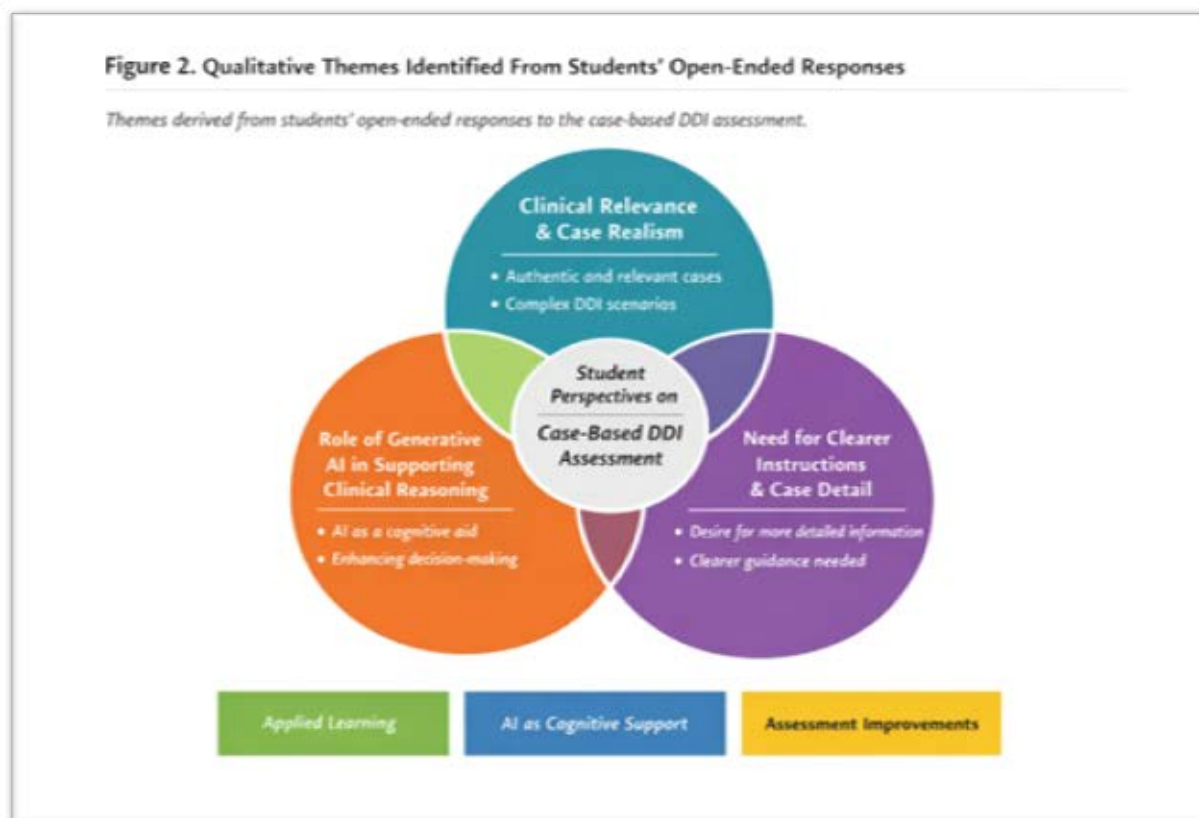 Figure 2. Qualitative Themes Identified From Students' Open-Ended Responses
Themes derived from students' open-ended responses to the case-based DDI assessment.
Clinical Relevance
& Case Realism
• Authentic and relevant cases
• Complex DDI scenarios
Student
Perspectives on
Case-Based DDI
Assessment
Role of Generative
AI in Supporting
Clinical Reasoning
• AI as a cognitive aid
• Enhancing decision-making
Need for Clearer
Instructions
& Case Detail
• Desire for more detailed information
• Clearer guidance needed
Applied Learning
AI as Cognitive Support
Assessment Improvements